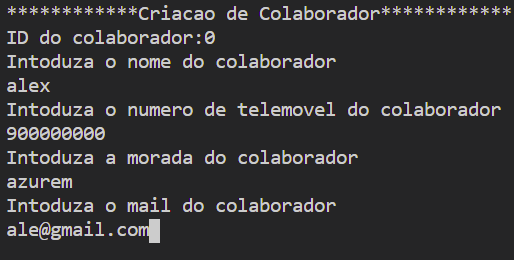 ************Criacao de Colaborador************
ID do colaborador:0
Intoduza o nome do colaborador
alex
Intoduza o numero de telemovel do colaborador
900000000
Intoduza a morada do colaborador
azurem
Intoduza o mail do colaborador
ale@gmail.com